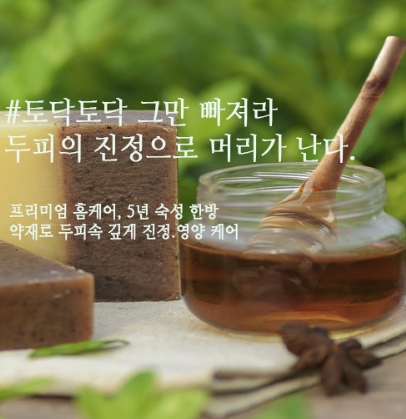 #토닥토닥 그만 빠져라
두피의 진정으로 머리가 난다.
프리미엄 홈케어, 5년 숙성 한방
약재로 두피속 깊게 진정.영양 케어